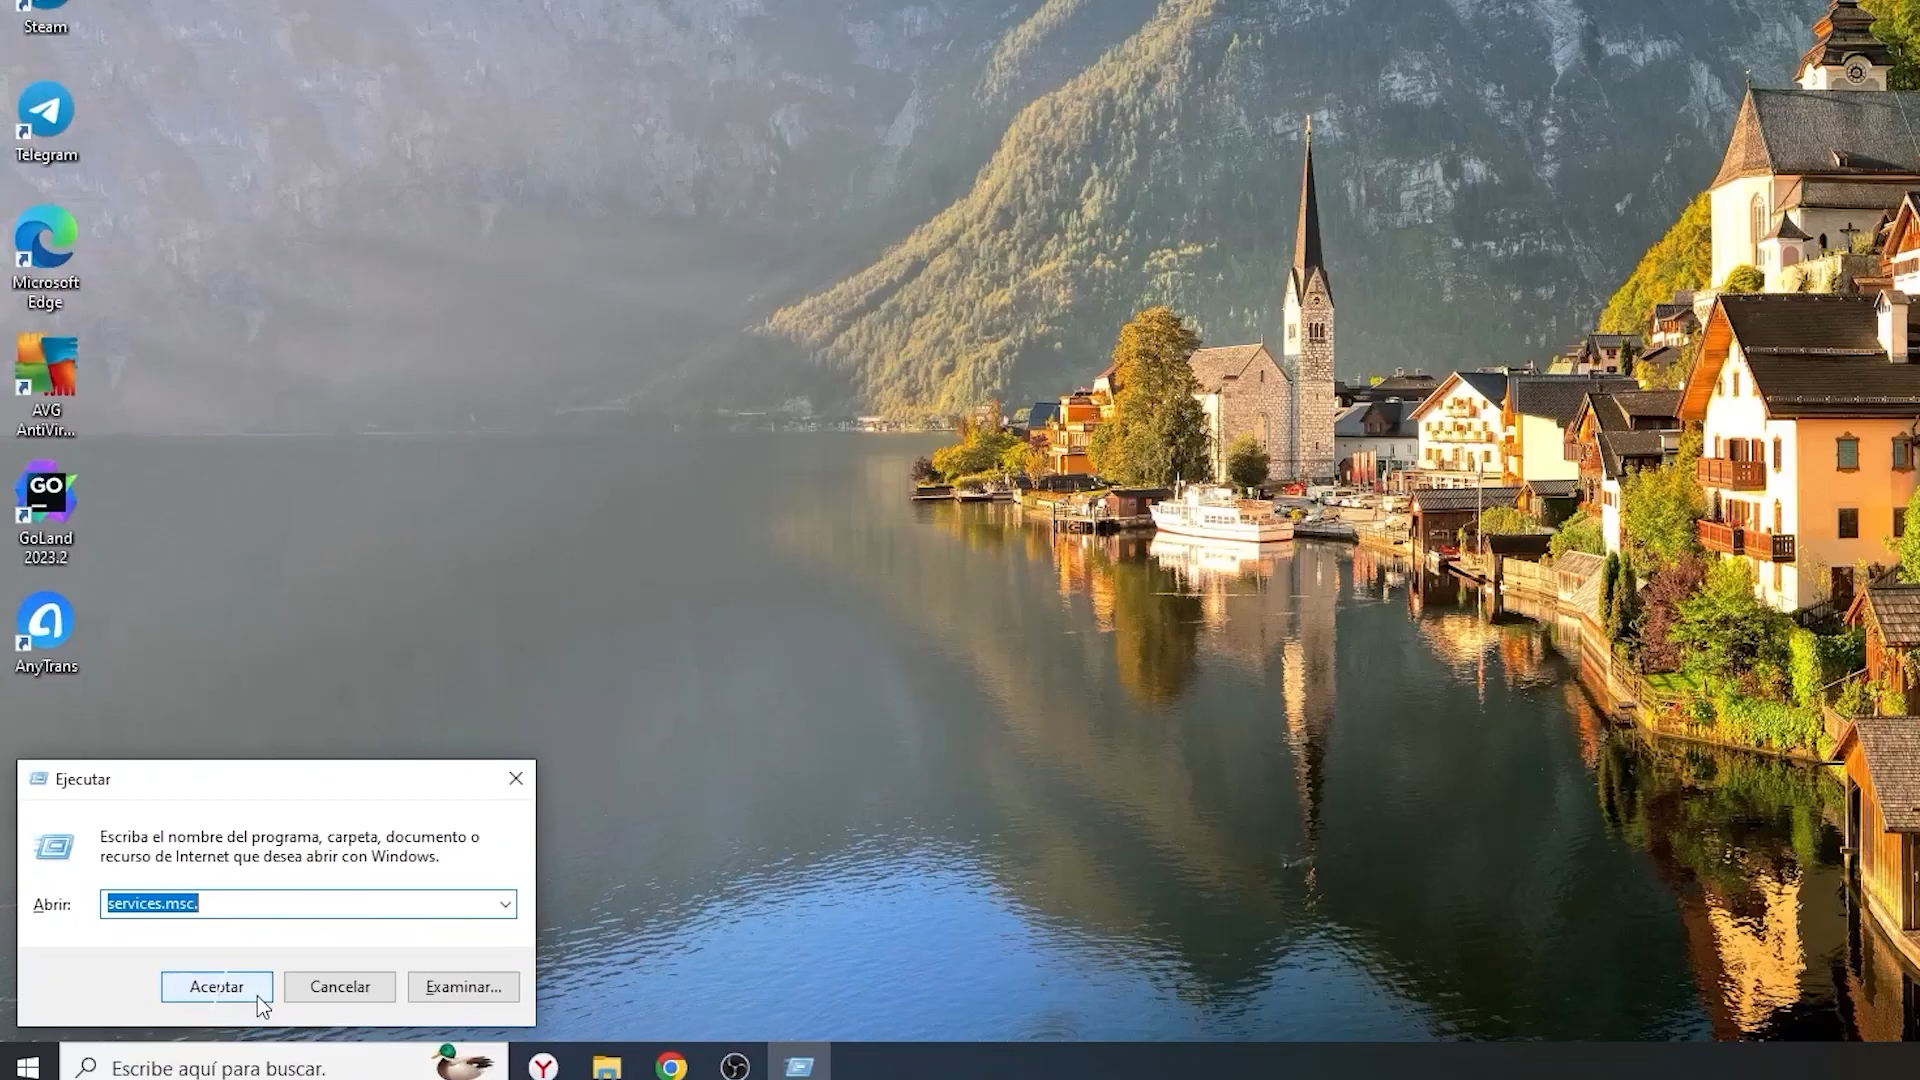 Steam
Telegram
Microsoft
Edge
AVG
AntiVir...
GO
GoLand
2023.2
AnyTrans
Ejecutar
Escriba el nombre del programa, carpeta, documento o
recurso de Internet que desea abrir con Windows.
Abrir:
services.msc.
Aceptar
Cancelar
Examinar...
Escribe aquí para buscar.